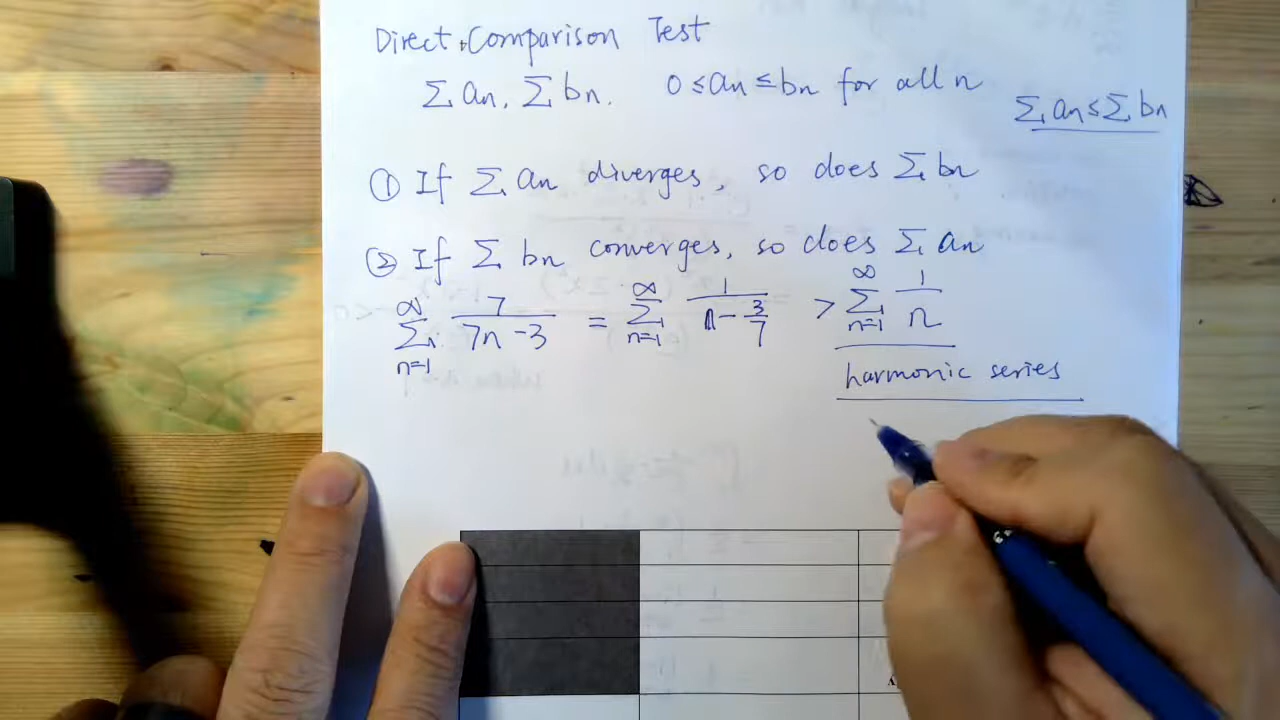 Direct Comparison Test
Σ an, Σ bn. 0 ≤ an ≤ bn for all n
Σ an ≤ Σ bn
① If Σ an diverges, so does Σ bn
② If Σ bn converges, so does Σ an
∞ Σ n=1 7/(7n-3) = ∞ Σ n=1 1/(n - 3/7) > ∞ Σ n=1 1/n
harmonic series